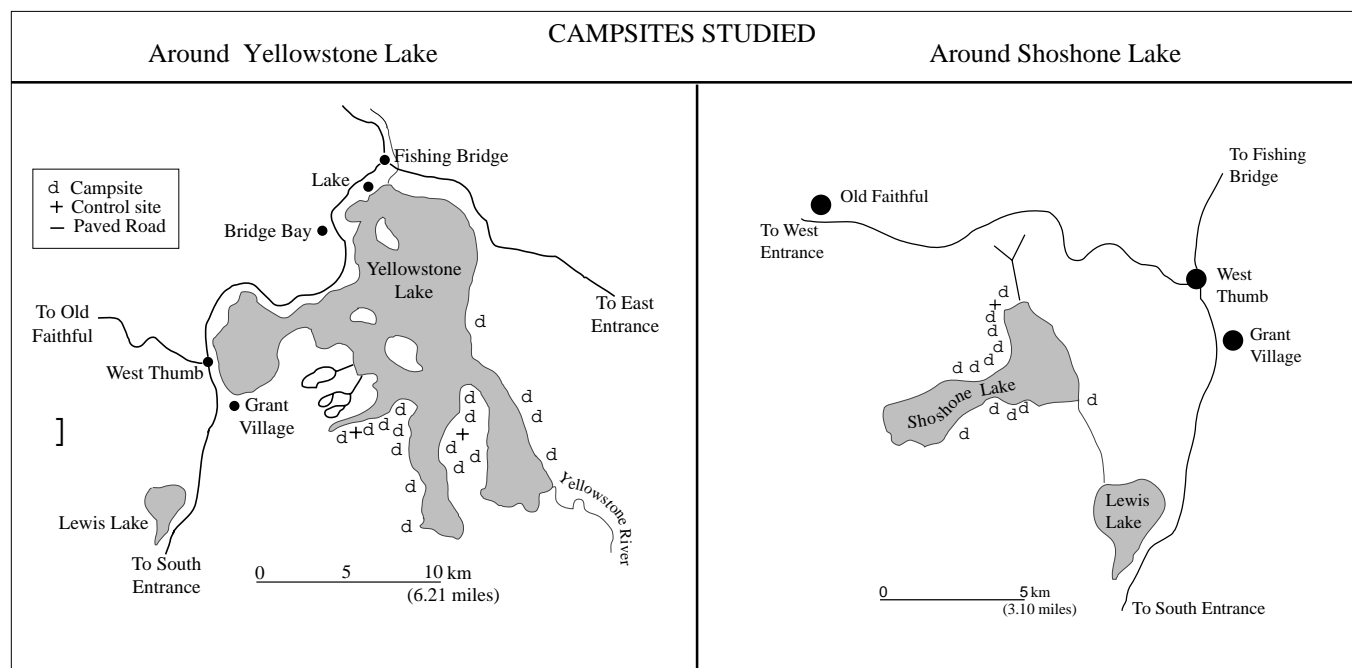 CAMPSITES STUDIED
Around Yellowstone Lake
Around Shoshone Lake
d Campsite
+ Control site
Paved Road
Fishing Bridge
Lake
Bridge Bay
Yellowstone
Lake
To Old
Faithful
To East
Entrance
West Thumb
Grant
Village
]
d
d
d
d
d
d
d
d
+
d
d
d
d
d
d
+
d
d
d
d
Yellowstone River
Lewis Lake
To South
Entrance
0 5 10 km
(6.21 miles)
To Fishing
Bridge
Old Faithful
To West
Entrance
West
Thumb
Grant
Village
d
+
d
d
d
d
d
d
Shoshone Lake
d
d
d
d
d
Lewis
Lake
0 5 km
(3.10 miles)
To South Entrance